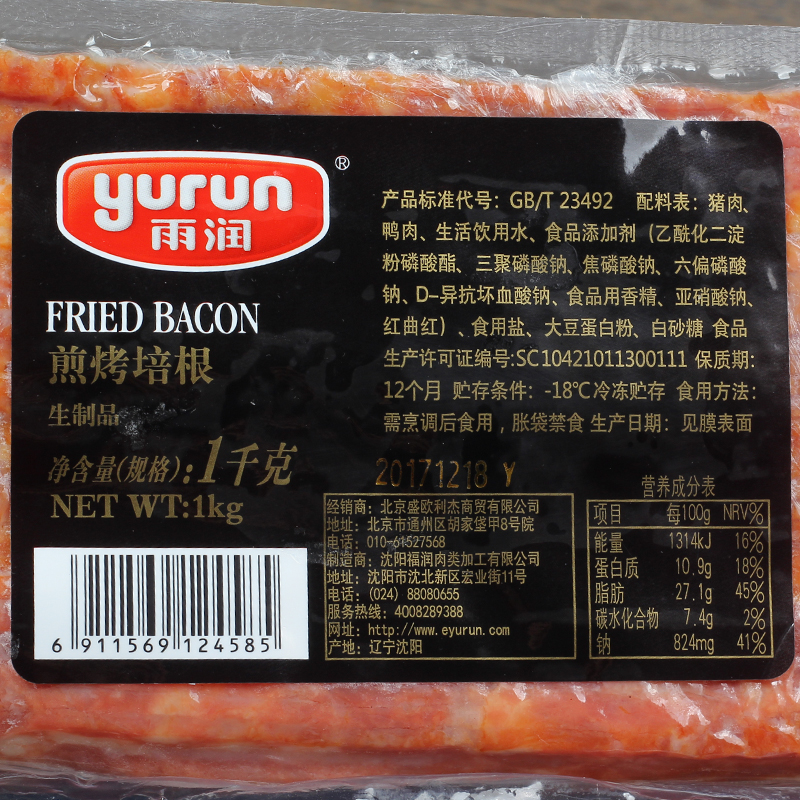 yurun
®
雨润
FRIED BACON
煎烤培根
生制品
净含量(规格):1千克
NET WT:1kg
6 911569 124585
产品标准代号：GB/T 23492 配料表：猪肉、
鸭肉、生活饮用水、食品添加剂（乙酰化二淀
粉磷酸酯、三聚磷酸钠、焦磷酸钠、六偏磷酸
钠、D-异抗坏血酸钠、食品用香精、亚硝酸钠、
红曲红）、食用盐、大豆蛋白粉、白砂糖 食品
生产许可证编号:SC10421011300111 保质期：
12个月 贮存条件：-18℃冷冻贮存 食用方法：
需烹调后食用，胀袋禁食 生产日期：见膜表面
20171218 Y
经销商：北京盛欧利杰商贸有限公司
地址：北京市通州区胡家垡甲8号院
电话：010-61527568
制造商：沈阳福润肉类加工有限公司
地址：沈阳市沈北新区宏业街11号
电话：(024) 88080655
服务热线：4008289388
网址：http://www.eyurun.com
产地：辽宁沈阳
营养成分表
项目 每100g NRV%
能量 1314kJ 16%
蛋白质 10.9g 18%
脂肪 27.1g 45%
碳水化合物 7.4g 2%
钠 824mg 41%